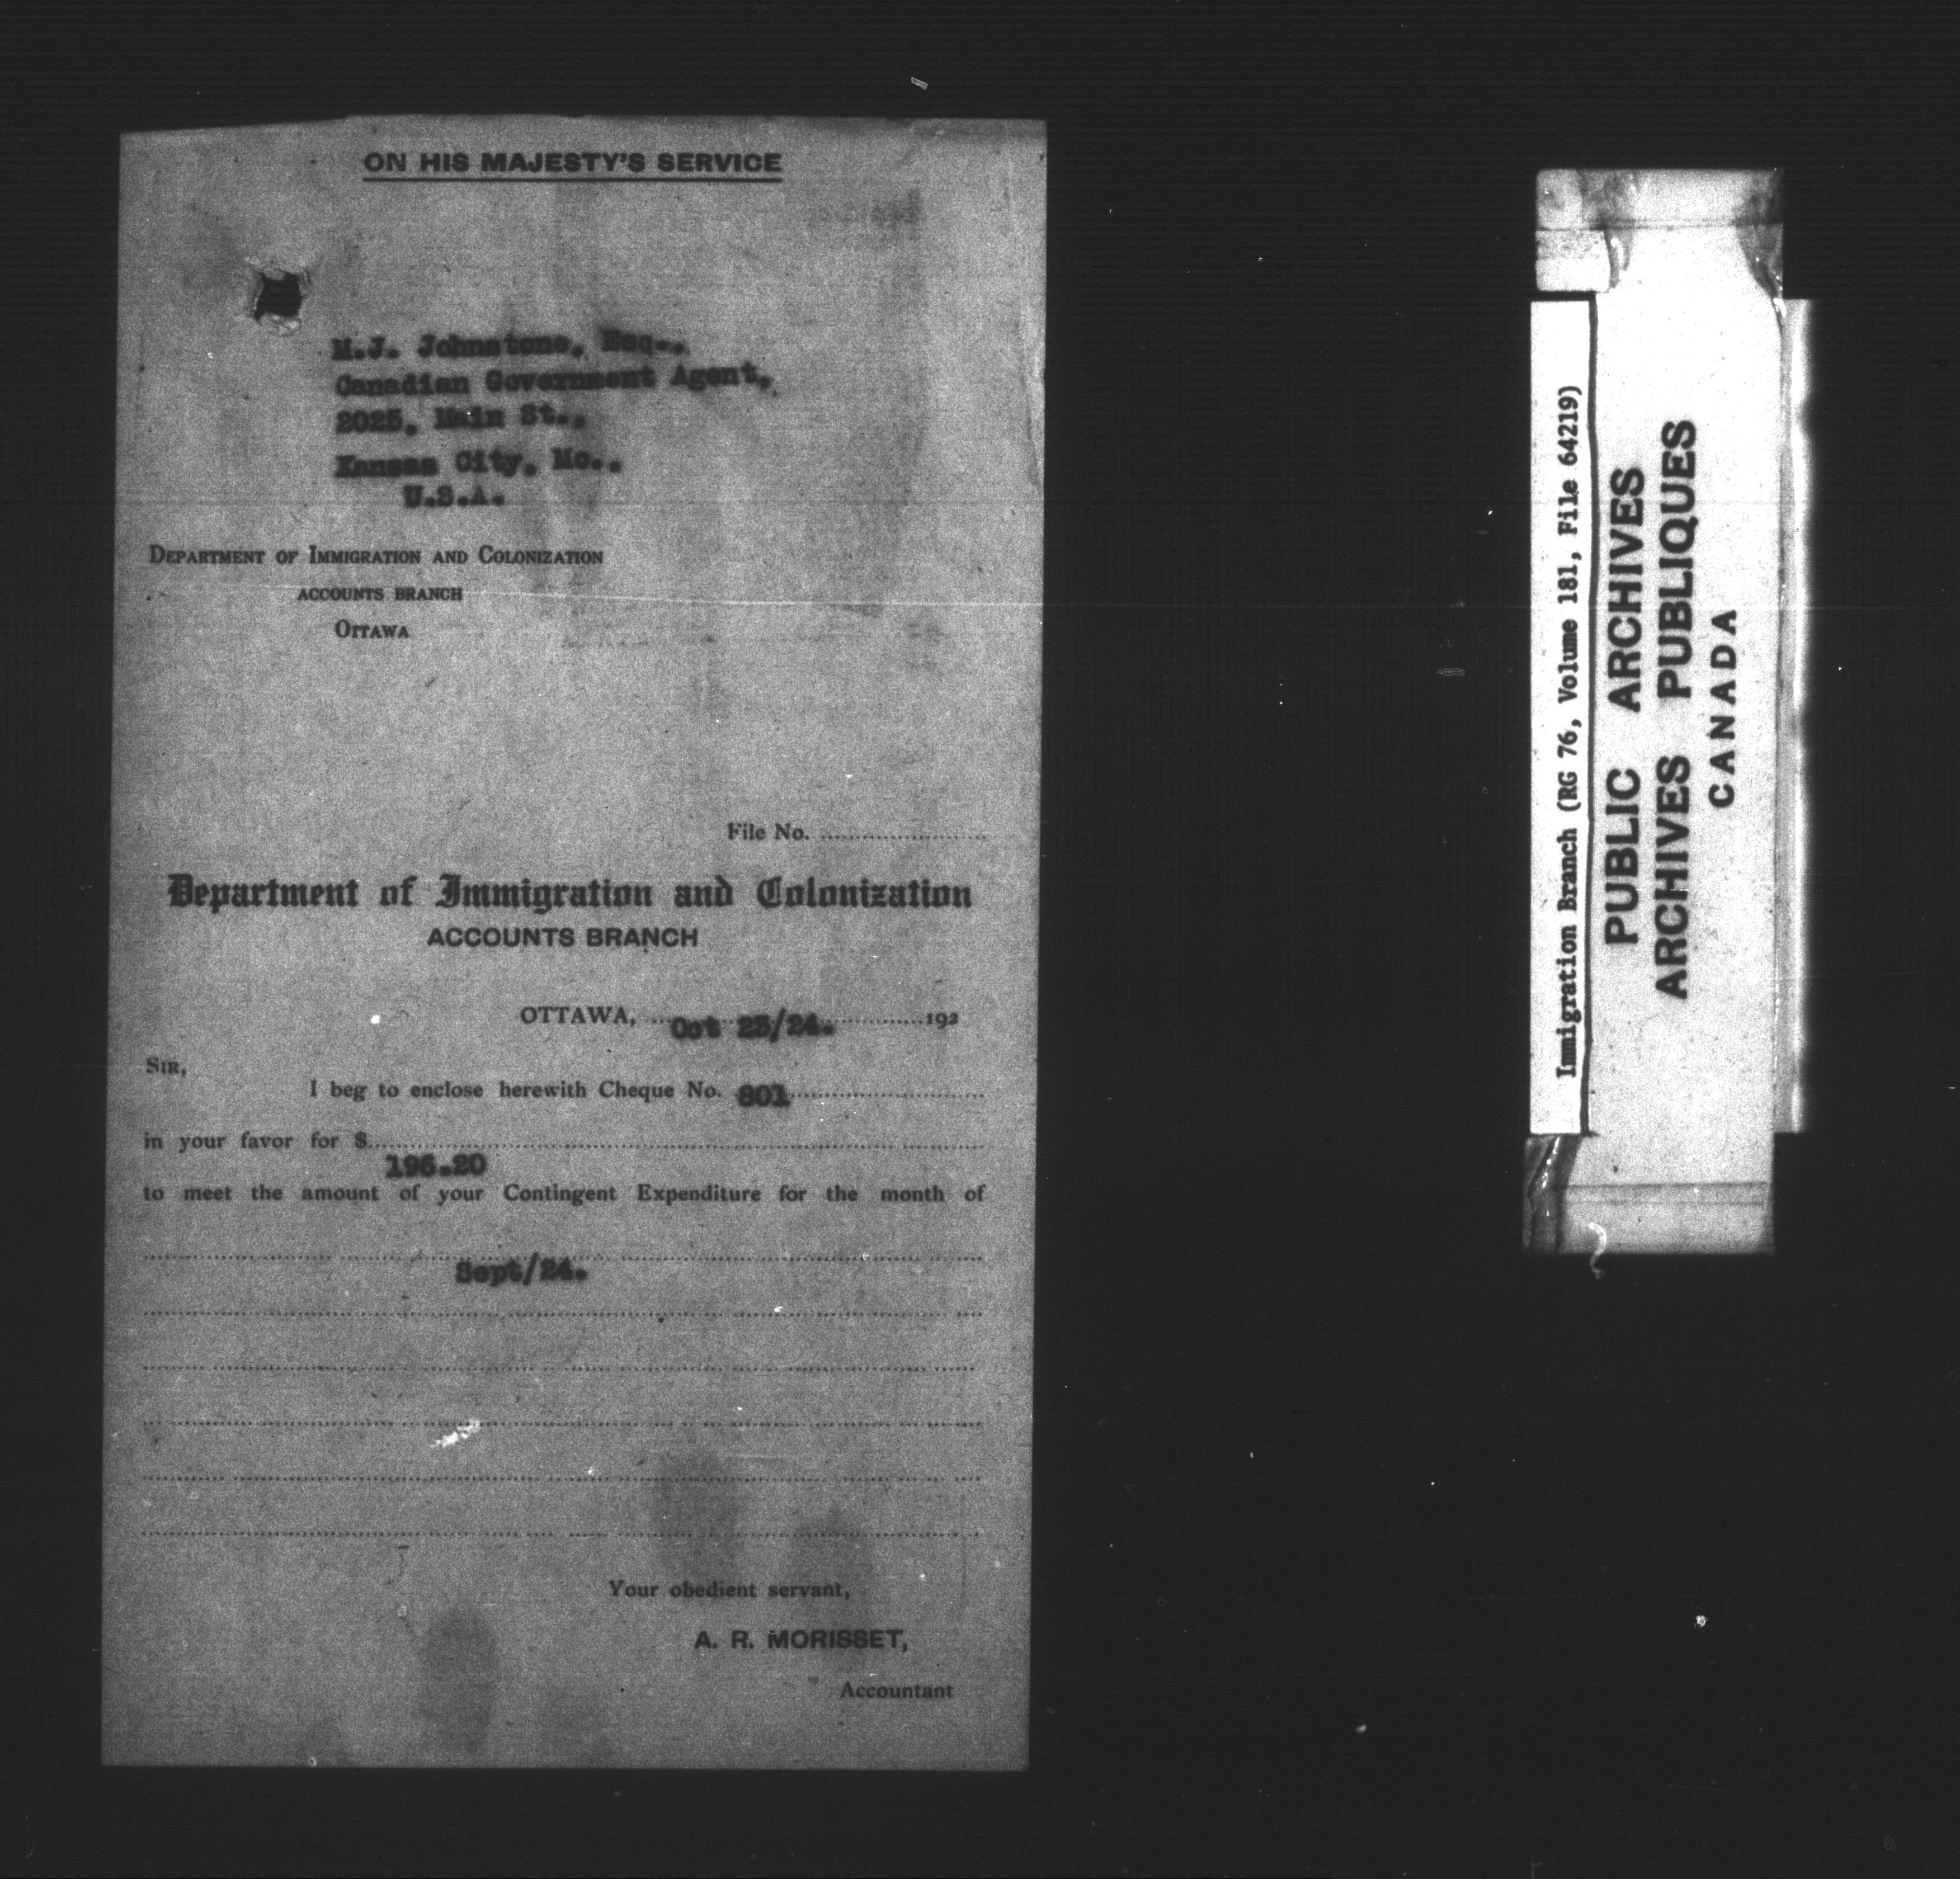 ON HIS MAJESTY'S SERVICE
M.J. Johnstone, Esq.,
Canadian Government Agent,
2025, Main St.,
Kansas City, Mo.,
U.S.A.
DEPARTMENT OF IMMIGRATION AND COLONIZATION
ACCOUNTS BRANCH
OTTAWA
File No. ........................
Department of Immigration and Colonization
ACCOUNTS BRANCH
OTTAWA, ... Oct 23/24. ............192
SIR,
I beg to enclose herewith Cheque No. 801........................
in your favor for $........................
196.20
to meet the amount of your Contingent Expenditure for the month of
Sept/24.
Your obedient servant,
A. R. MORISSET,
Accountant
Immigration Branch (RG 76, Volume 181, File 64219)
PUBLIC ARCHIVES
ARCHIVES PUBLIQUES
CANADA